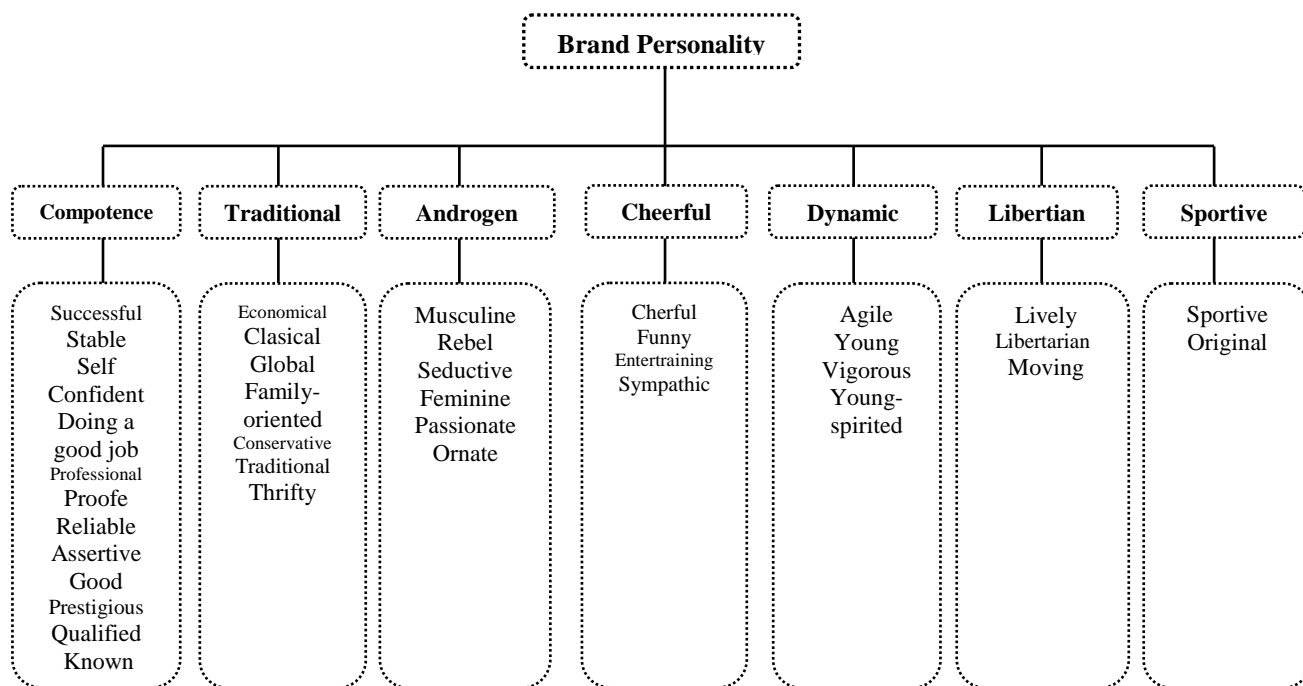 Brand Personality
Compotence
Traditional
Androgen
Cheerful
Dynamic
Libertian
Sportive
Successful
Stable
Self
Confident
Doing a
good job
Professional
Proofe
Reliable
Assertive
Good
Prestigious
Qualified
Known
Economical
Clasical
Global
Family-
oriented
Conservative
Traditional
Thrifty
Musculine
Rebel
Seductive
Feminine
Passionate
Ornate
Cherful
Funny
Entertraining
Sympathic
Agile
Young
Vigorous
Young-
spirited
Lively
Libertarian
Moving
Sportive
Original